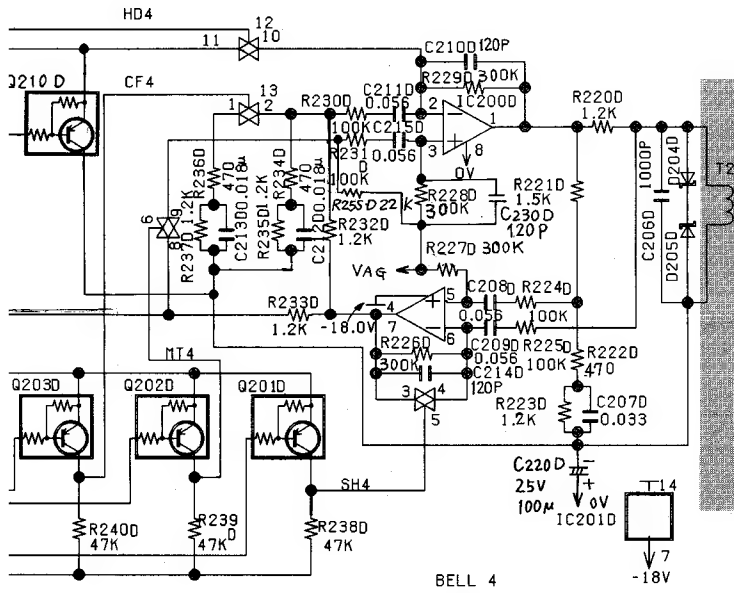 HD4
12
11
10
C210D 120P
Q210 D
CF4
C211D
R229D 300K
13
0.056
IC200D
R230D
R220D
1
2
2
1
1.2K
100K
C215D
R231 D
3
8
0.056
100K
0V
R236D
470
0.018µ
R234D
470
0.018µ
R228D
300K
R221D
1.5K
1000P
D204D
T2
R255D 22K
C230D
120P
C206D
D205D
6
9
8
1.2K
R237D
C213D
1.2K
R235D
C212D
R232D
1.2K
R227D 300K
VAG
C208D
R224D
R233D
4
5
0.056
100K
1.2K
-18.0V
7
6
C209D
R225D
R226D
0.056
100K
R222D
300K
C214D
470
MT4
120P
Q203D
Q202D
Q201D
3
4
5
R223D
C207D
1.2K
0.033
C220D
25V
100µ
-
+
0V
SH4
IC201D
14
R240D
47K
R239 D
47K
R238D
47K
7
-18V
BELL 4